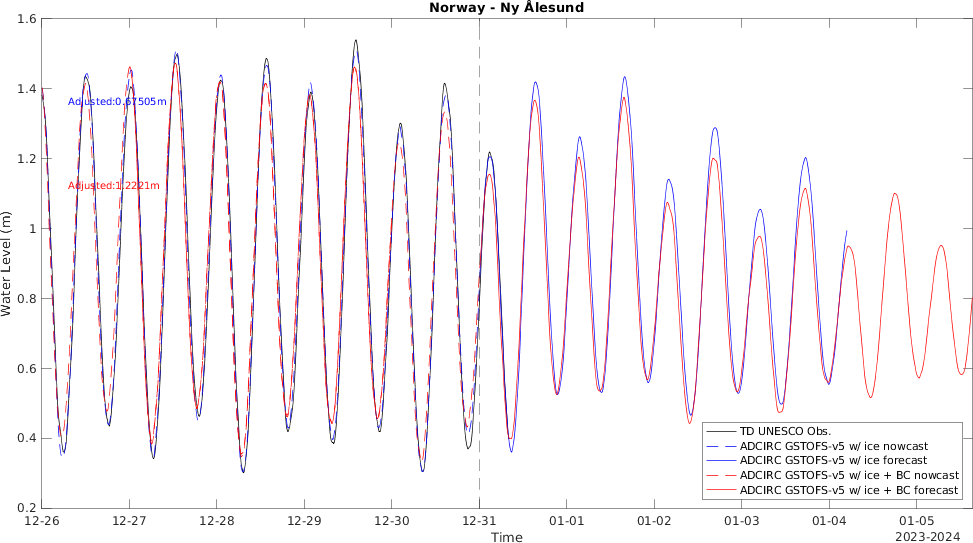 Norway - Ny Ålesund
1.6
1.4
1.2
1
0.8
0.6
0.4
0.2
Water Level (m)
Adjusted:0.67505m
Adjusted:1.2221m
TD UNESCO Obs.
ADCIRC GSTOFS-v5 w/ ice nowcast
ADCIRC GSTOFS-v5 w/ ice forecast
ADCIRC GSTOFS-v5 w/ ice + BC nowcast
ADCIRC GSTOFS-v5 w/ ice + BC forecast
12-26 12-27 12-28 12-29 12-30 12-31 01-01 01-02 01-03 01-04 01-05
Time
2023-2024